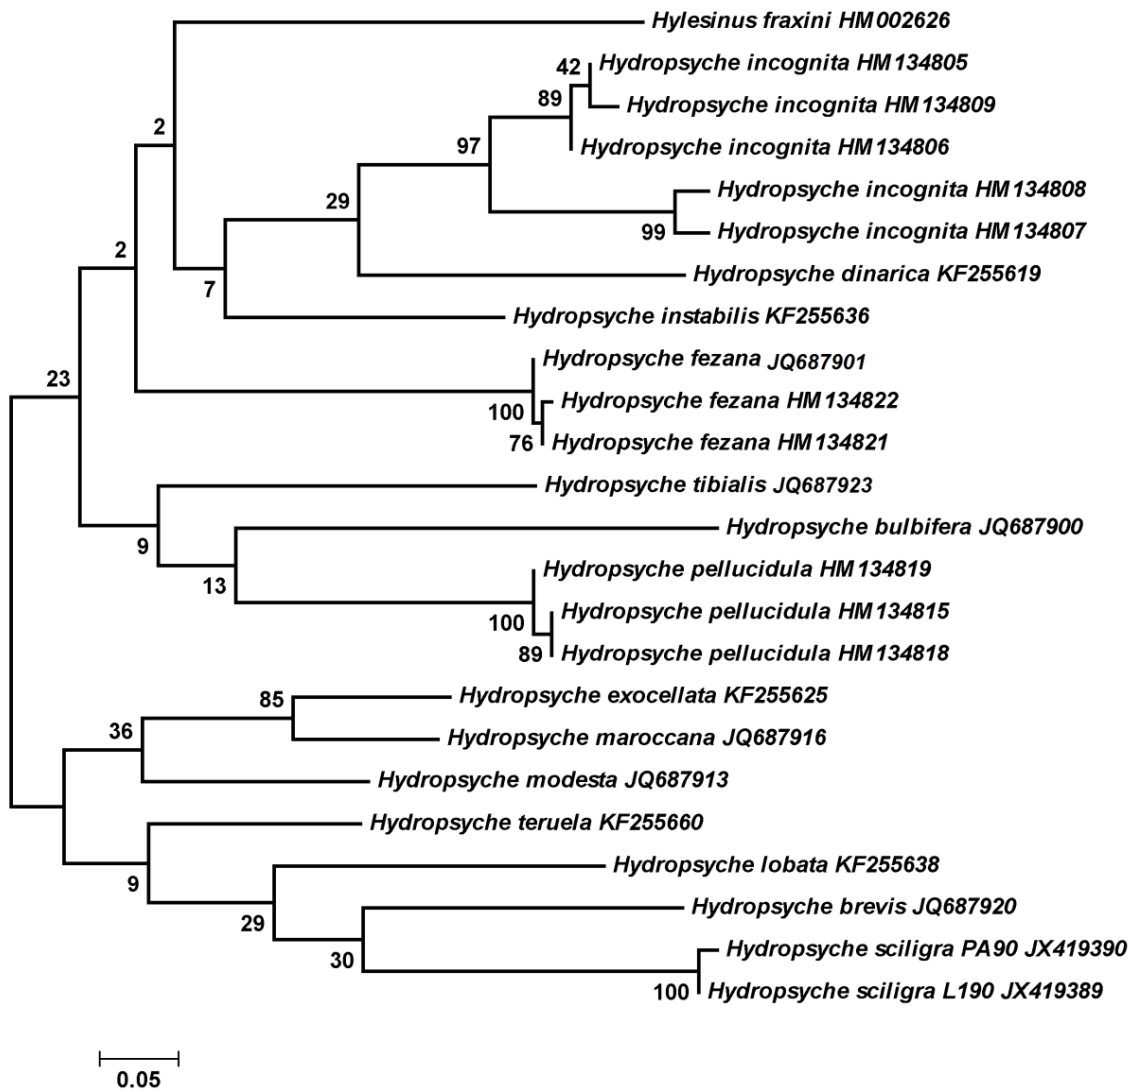 Hylesinus fraxini HM002626
42 Hydropsyche incognita HM134805
89 Hydropsyche incognita HM134809
2 97 Hydropsyche incognita HM134806
Hydropsyche incognita HM134808
29 99 Hydropsyche incognita HM134807
2 Hydropsyche dinarica KF255619
7 Hydropsyche instabilis KF255636
Hydropsyche fezana JQ687901
23 100 Hydropsyche fezana HM134822
76 Hydropsyche fezana HM134821
Hydropsyche tibialis JQ687923
9 Hydropsyche bulbifera JQ687900
13 Hydropsyche pellucidula HM134819
100 Hydropsyche pellucidula HM134815
89 Hydropsyche pellucidula HM134818
85 Hydropsyche exocellata KF255625
36 Hydropsyche maroccana JQ687916
Hydropsyche modesta JQ687913
Hydropsyche teruela KF255660
9 Hydropsyche lobata KF255638
29 Hydropsyche brevis JQ687920
30 Hydropsyche sciligra PA90 JX419390
100 Hydropsyche sciligra L190 JX419389
0.05